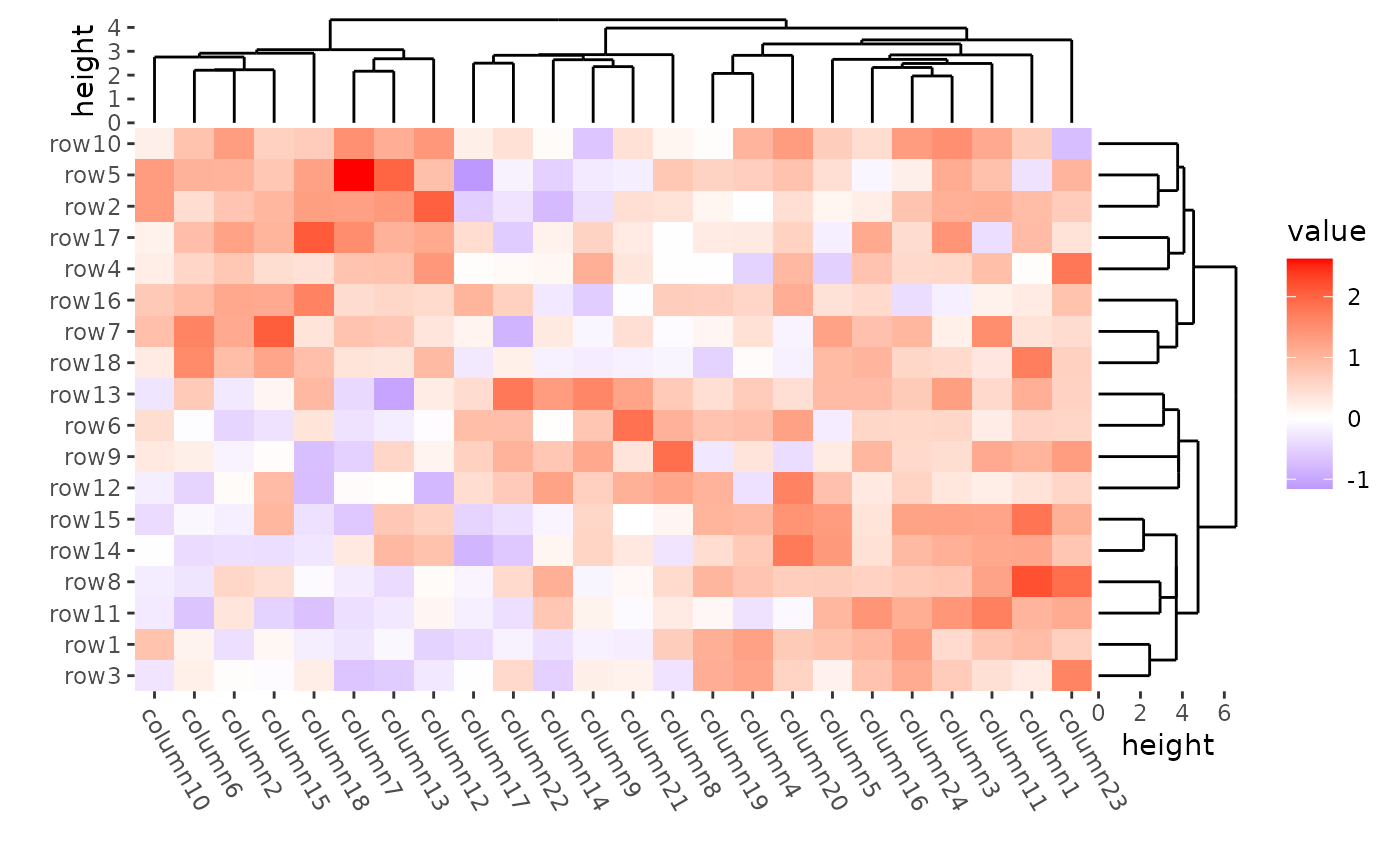 height
4
3
2
1
0
row10
row5
row2
row17
row4
row16
row7
row18
row13
row6
row9
row12
row15
row14
row8
row11
row1
row3
column10
column6
column2
column15
column18
column7
column13
column12
column17
column22
column14
column9
column21
column8
column19
column4
column20
column5
column16
column24
column3
column11
column1
column23
0 2 4 6
height
value
2
1
0
-1